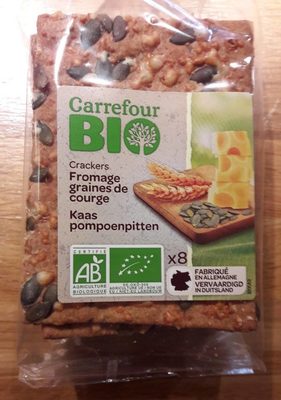 Carrefour
BIO
Crackers
Fromage
graines de
courge
Kaas
pompoenpitten
CERTIFIÉ
AB
AGRICULTURE
BIOLOGIQUE
x8
FABRIQUÉ
EN ALLEMAGNE
VERVAARDIGD
IN DUITSLAND